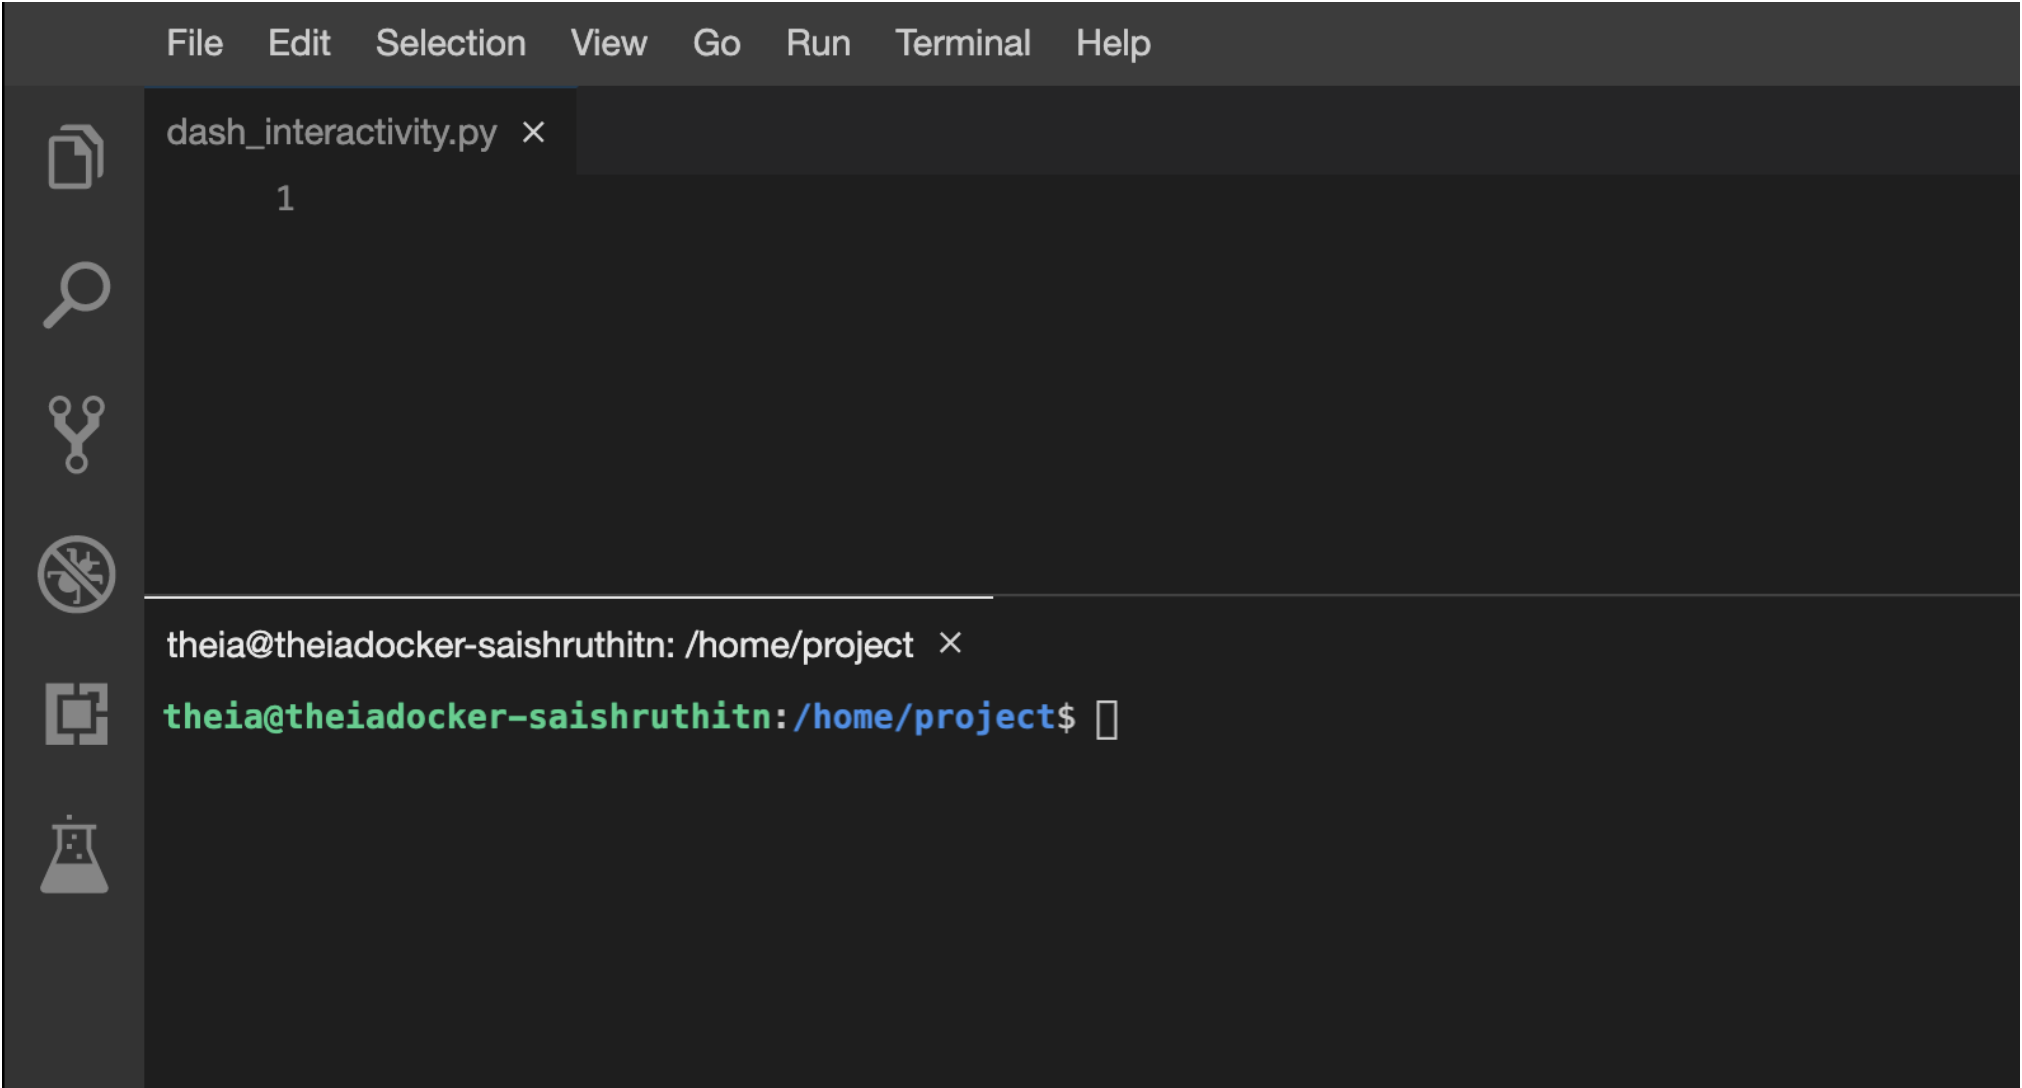 File Edit Selection View Go Run Terminal Help
dash_interactivity.py ×
1
theia@theiadocker-saishruthitn: /home/project ×
theia@theiadocker-saishruthitn:/home/project$